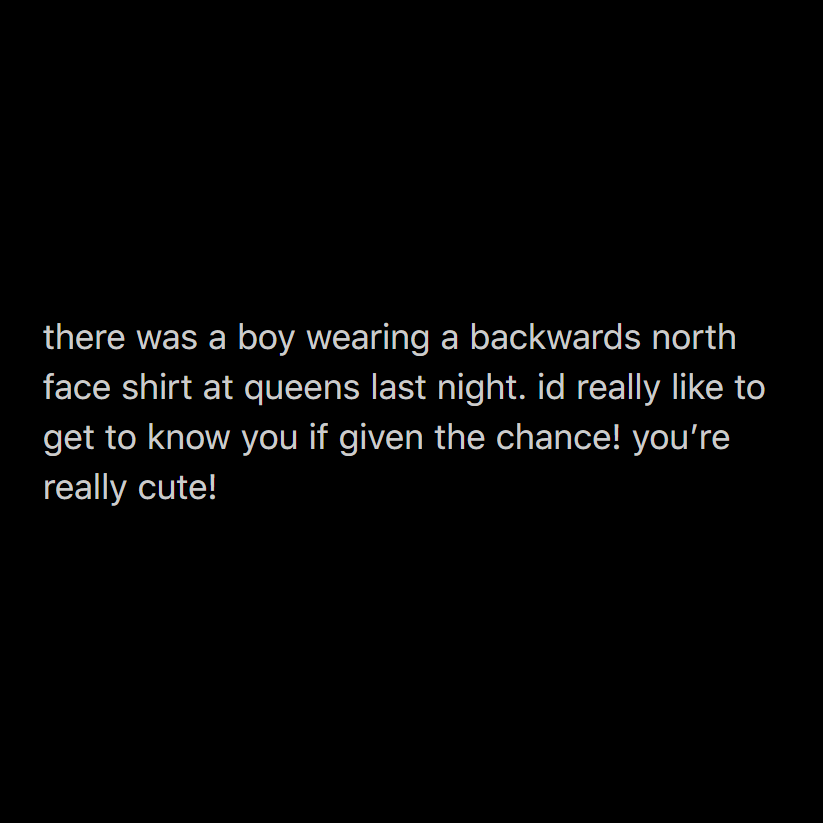 there was a boy wearing a backwards north
face shirt at queens last night. id really like to
get to know you if given the chance! you’re
really cute!